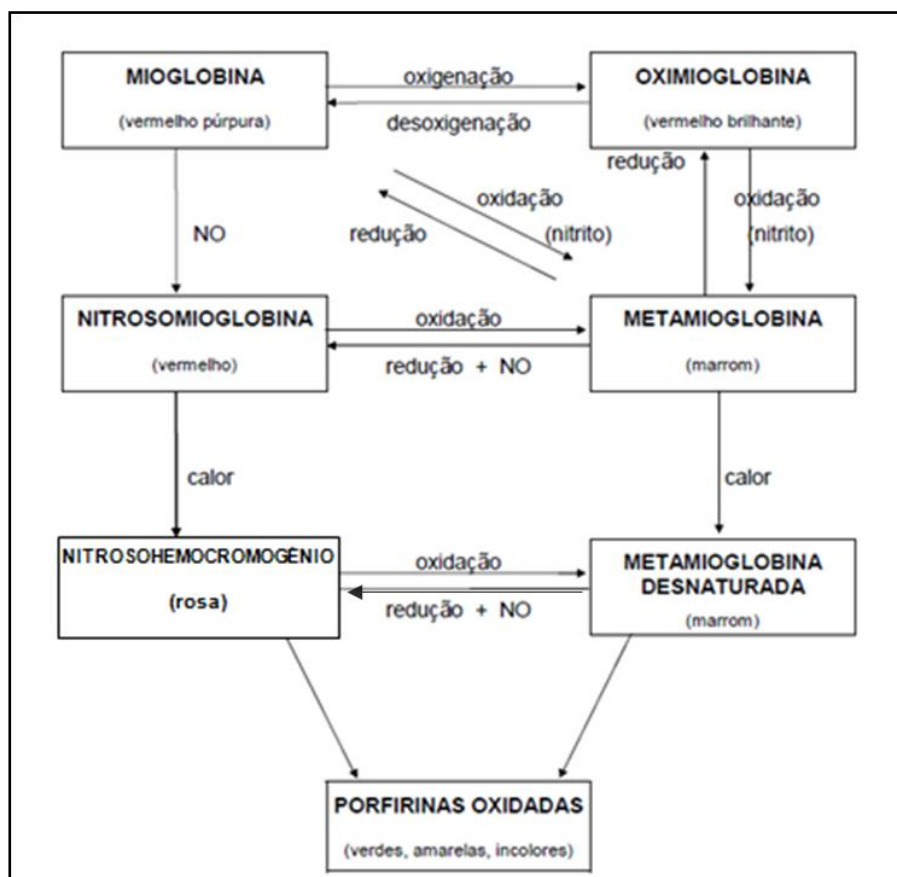 MIOGLOBINA
(vermelho púrpura)
oxigenação
desoxigenação
OXIMIOGLOBINA
(vermelho brilhante)
redução
oxidação
(nitrito)
oxidação
(nitrito)
redução
NO
NITROSOMIOGLOBINA
(vermelho)
oxidação
redução + NO
METAMIOGLOBINA
(marrom)
calor
calor
NITROSOHEMOCROMOGÊNIO
(rosa)
oxidação
redução + NO
METAMIOGLOBINA
DESNATURADA
(marrom)
PORFIRINAS OXIDADAS
(verdes, amarelas, incolores)